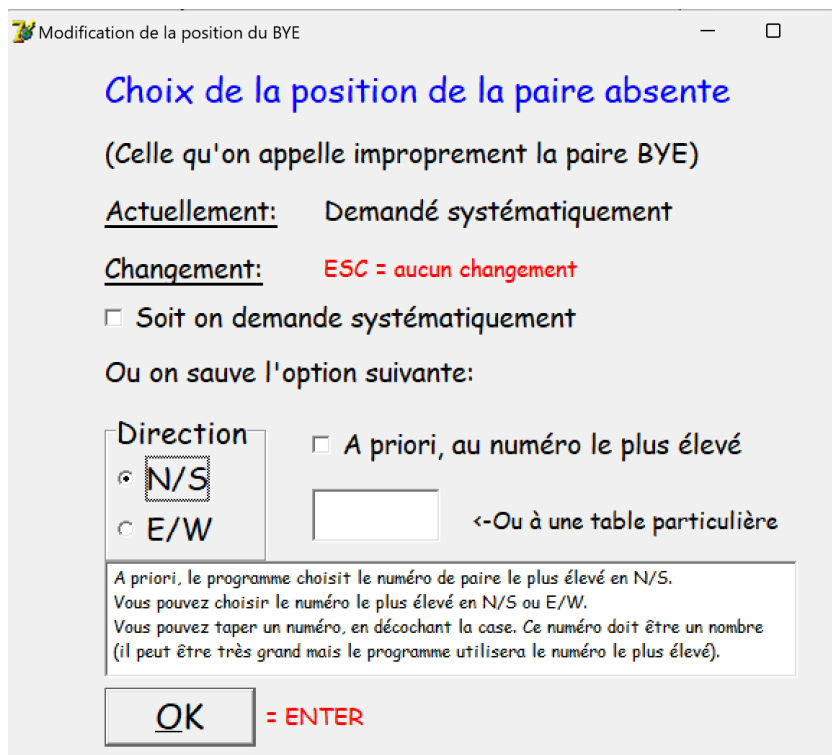 Modification de la position du BYE
Choix de la position de la paire absente
(Celle qu'on appelle improprement la paire BYE)
Actuellement: Demandé systématiquement
Changement: ESC = aucun changement
Soit on demande systématiquement
Ou on sauve l'option suivante:
Direction
N/S
E/W
A priori, au numéro le plus élevé
<-Ou à une table particulière
A priori, le programme choisit le numéro de paire le plus élevé en N/S.
Vous pouvez choisir le numéro le plus élevé en N/S ou E/W.
Vous pouvez taper un numéro, en décochant la case. Ce numéro doit être un nombre
(il peut être très grand mais le programme utilisera le numéro le plus élevé).
OK = ENTER